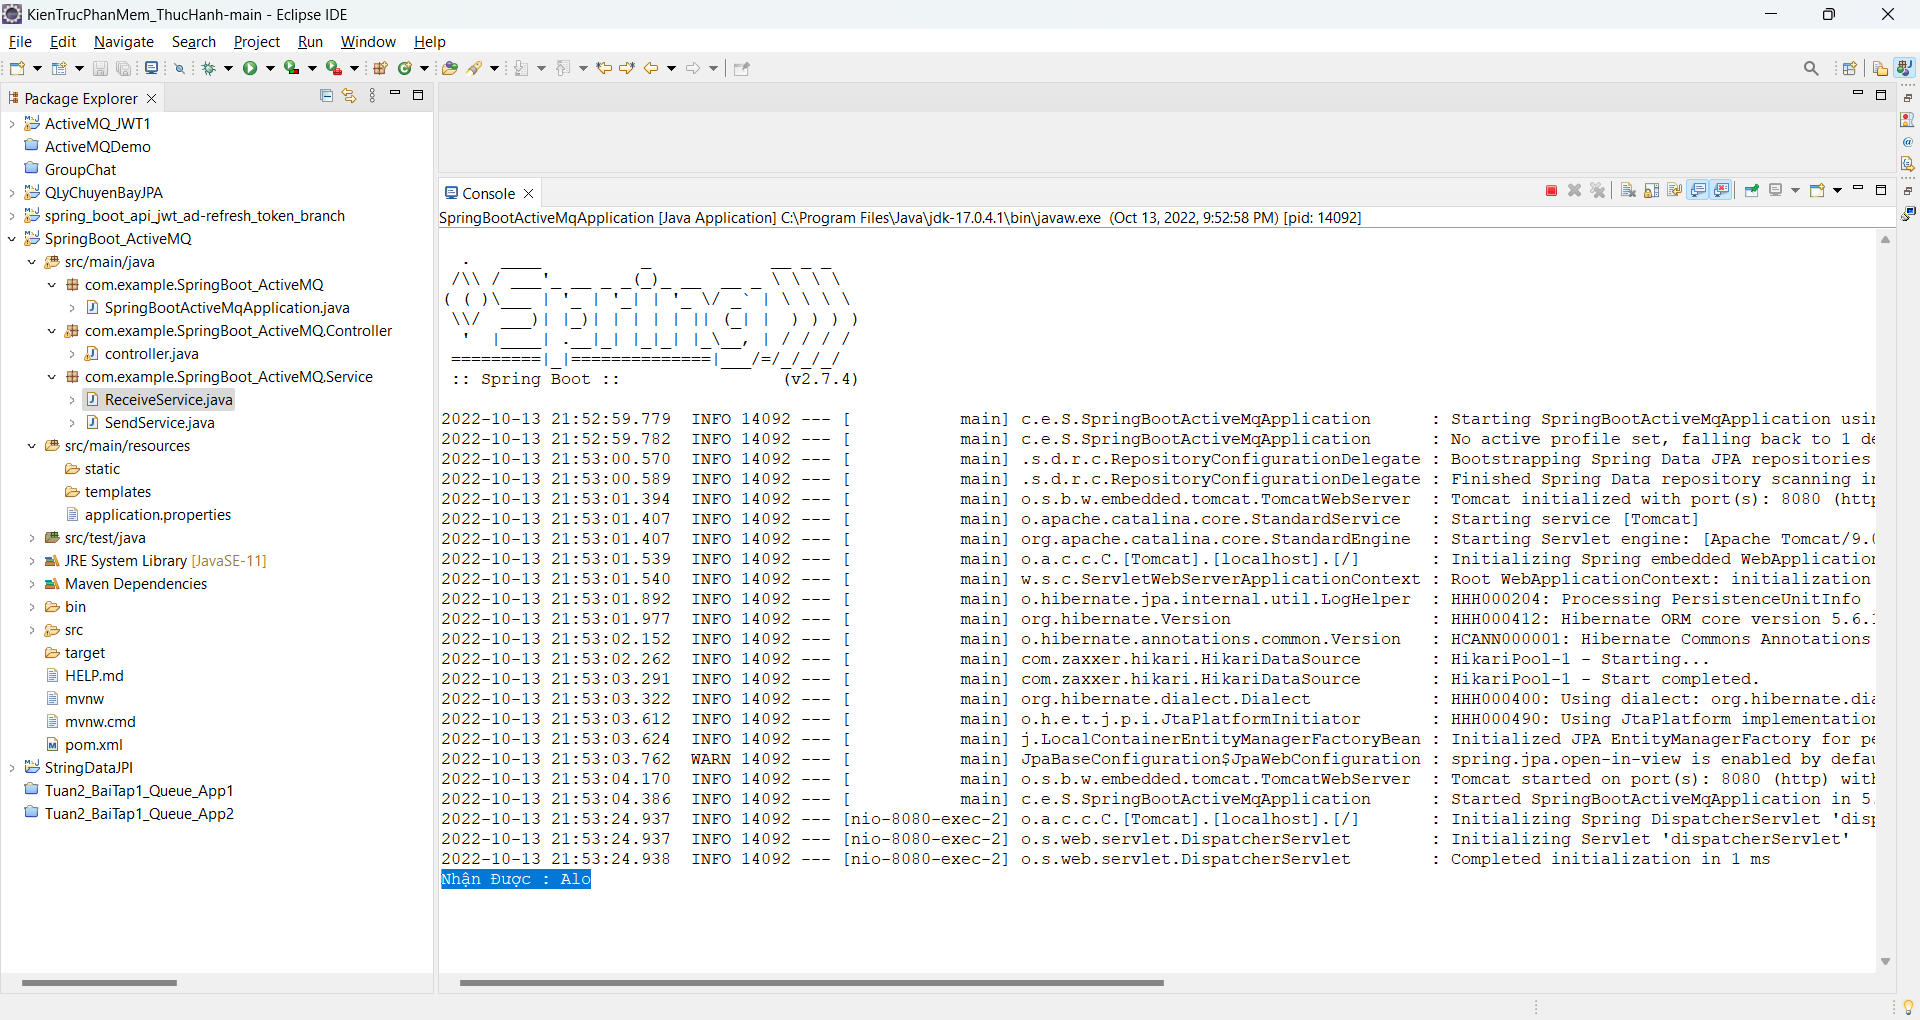 KienTrucPhanMem_ThucHanh-main - Eclipse IDE
File Edit Navigate Search Project Run Window Help
Package Explorer
ActiveMQ_JWT1
ActiveMQDemo
GroupChat
QLyChuyenBayJPA
spring_boot_api_jwt_ad-refresh_token_branch
SpringBoot_ActiveMQ
src/main/java
com.example.SpringBoot_ActiveMQ
SpringBootActiveMqApplication.java
com.example.SpringBoot_ActiveMQ.Controller
controller.java
com.example.SpringBoot_ActiveMQ.Service
ReceiveService.java
SendService.java
src/main/resources
static
templates
application.properties
src/test/java
JRE System Library [JavaSE-11]
Maven Dependencies
bin
src
target
HELP.md
mvnw
mvnw.cmd
pom.xml
StringDataJPI
Tuan2_BaiTap1_Queue_App1
Tuan2_BaiTap1_Queue_App2
Console
SpringBootActiveMqApplication [Java Application] C:\Program Files\Java\jdk-17.0.4.1\bin\javaw.exe (Oct 13, 2022, 9:52:58 PM) [pid: 14092]
:: Spring Boot :: (v2.7.4)
2022-10-13 21:52:59.779 INFO 14092 --- [ main] c.e.S.SpringBootActiveMqApplication : Starting SpringBootActiveMqApplication usin
2022-10-13 21:52:59.782 INFO 14092 --- [ main] c.e.S.SpringBootActiveMqApplication : No active profile set, falling back to 1 de
2022-10-13 21:53:00.570 INFO 14092 --- [ main] .s.d.r.c.RepositoryConfigurationDelegate : Bootstrapping Spring Data JPA repositories
2022-10-13 21:53:00.589 INFO 14092 --- [ main] .s.d.r.c.RepositoryConfigurationDelegate : Finished Spring Data repository scanning in
2022-10-13 21:53:01.394 INFO 14092 --- [ main] o.s.b.w.embedded.tomcat.TomcatWebServer : Tomcat initialized with port(s): 8080 (http
2022-10-13 21:53:01.407 INFO 14092 --- [ main] o.apache.catalina.core.StandardService : Starting service [Tomcat]
2022-10-13 21:53:01.407 INFO 14092 --- [ main] org.apache.catalina.core.StandardEngine : Starting Servlet engine: [Apache Tomcat/9.0
2022-10-13 21:53:01.539 INFO 14092 --- [ main] o.a.c.c.C.[Tomcat].[localhost].[/] : Initializing Spring embedded WebApplication
2022-10-13 21:53:01.540 INFO 14092 --- [ main] w.s.c.ServletWebServerApplicationContext : Root WebApplicationContext: initialization
2022-10-13 21:53:01.892 INFO 14092 --- [ main] o.hibernate.jpa.internal.util.LogHelper : HHH000204: Processing PersistenceUnitInfo
2022-10-13 21:53:01.977 INFO 14092 --- [ main] org.hibernate.Version : HHH000412: Hibernate ORM core version 5.6.1
2022-10-13 21:53:02.152 INFO 14092 --- [ main] o.hibernate.annotations.common.Version : HCANN000001: Hibernate Commons Annotations
2022-10-13 21:53:02.262 INFO 14092 --- [ main] com.zaxxer.hikari.HikariDataSource : HikariPool-1 - Starting...
2022-10-13 21:53:03.291 INFO 14092 --- [ main] com.zaxxer.hikari.HikariDataSource : HikariPool-1 - Start completed.
2022-10-13 21:53:03.322 INFO 14092 --- [ main] org.hibernate.dialect.Dialect : HHH000400: Using dialect: org.hibernate.dia
2022-10-13 21:53:03.612 INFO 14092 --- [ main] o.h.e.t.j.p.i.JtaPlatformInitiator : HHH000490: Using JtaPlatform implementation
2022-10-13 21:53:03.624 INFO 14092 --- [ main] j.LocalContainerEntityManagerFactoryBean : Initialized JPA EntityManagerFactory for pe
2022-10-13 21:53:03.762 WARN 14092 --- [ main] JpaBaseConfiguration$JpaWebConfiguration : spring.jpa.open-in-view is enabled by defau
2022-10-13 21:53:04.170 INFO 14092 --- [ main] o.s.b.w.embedded.tomcat.TomcatWebServer : Tomcat started on port(s): 8080 (http) with
2022-10-13 21:53:04.386 INFO 14092 --- [ main] c.e.S.SpringBootActiveMqApplication : Started SpringBootActiveMqApplication in 5.
2022-10-13 21:53:24.937 INFO 14092 --- [nio-8080-exec-2] o.a.c.c.C.[Tomcat].[localhost].[/] : Initializing Spring DispatcherServlet 'disp
2022-10-13 21:53:24.937 INFO 14092 --- [nio-8080-exec-2] o.s.web.servlet.DispatcherServlet : Initializing Servlet 'dispatcherServlet'
2022-10-13 21:53:24.938 INFO 14092 --- [nio-8080-exec-2] o.s.web.servlet.DispatcherServlet : Completed initialization in 1 ms
Nhận Được : Alo